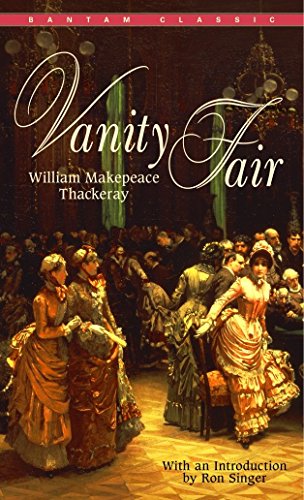 BANTAM CLASSIC
Vanity Fair
William Makepeace
Thackeray
With an Introduction
by Ron Singer